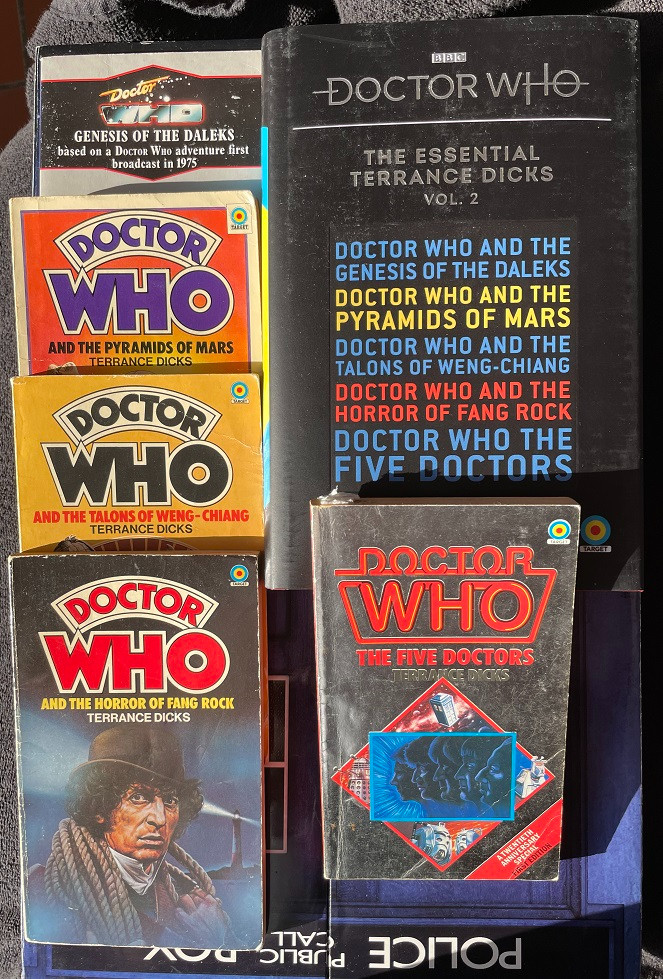 Doctor
WHO
GENESIS OF THE DALEKS
based on a DOCTOR WHO adventure first
broadcast in 1975
DOCTOR
WHO
TARGET
AND THE PYRAMIDS OF MARS
TERRANCE DICKS
DOCTOR
WHO
TARGET
AND THE TALONS OF WENG-CHIANG
TERRANCE DICKS
DOCTOR
WHO
TARGET
AND THE HORROR OF FANG ROCK
TERRANCE DICKS
BBC
DOCTOR WHO
THE ESSENTIAL
TERRANCE DICKS
VOL. 2
DOCTOR WHO AND THE
GENESIS OF THE DALEKS
DOCTOR WHO AND THE
PYRAMIDS OF MARS
DOCTOR WHO AND THE
TALONS OF WENG-CHIANG
DOCTOR WHO AND THE
HORROR OF FANG ROCK
DOCTOR WHO THE
FIVE DOCTORS
TARGET
DOCTOR
WHO
TARGET
THE FIVE DOCTORS
TERRANCE DICKS
A TWENTIETH
ANNIVERSARY
SPECIAL
FIRST EDITION
POLICE
PUBLIC
CALL
BOX